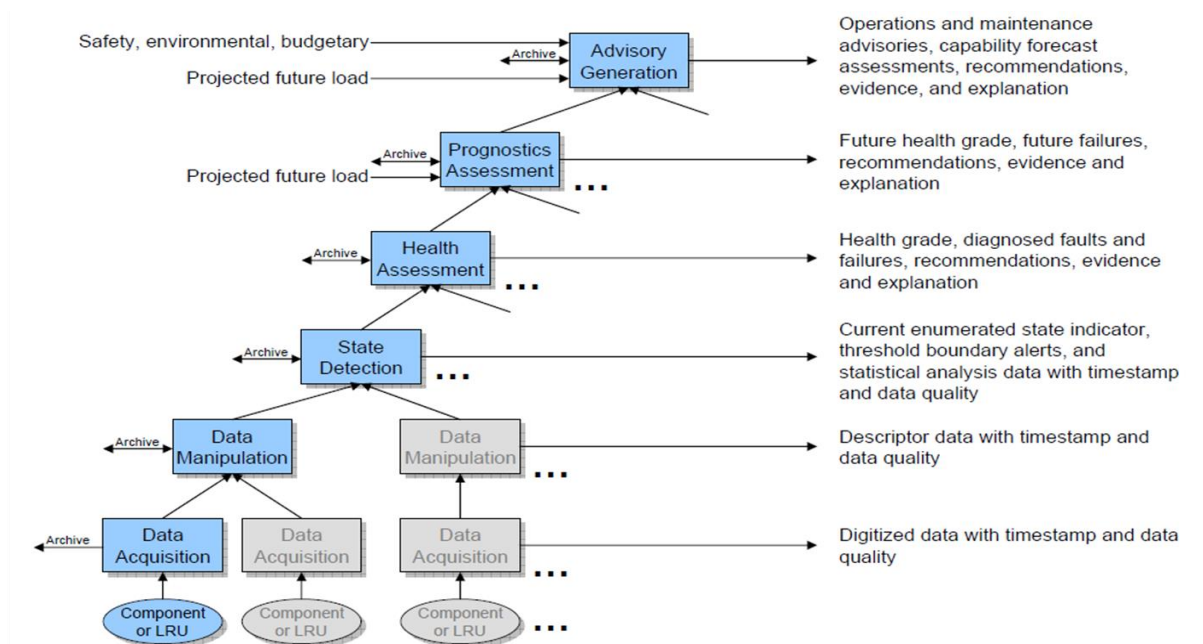 Safety, environmental, budgetary
Archive
Projected future load
Advisory
Generation
Operations and maintenance
advisories, capability forecast
assessments, recommendations,
evidence, and explanation
Archive
Projected future load
Prognostics
Assessment
...
Future health grade, future failures,
recommendations, evidence and
explanation
Archive
Health
Assessment
...
Health grade, diagnosed faults and
failures, recommendations, evidence
and explanation
Archive
State
Detection
...
Current enumerated state indicator,
threshold boundary alerts, and
statistical analysis data with timestamp
and data quality
Archive
Data
Manipulation
Data
Manipulation
...
Descriptor data with timestamp and
data quality
Archive
Data
Acquisition
Data
Acquisition
Data
Acquisition
...
Digitized data with timestamp and data
quality
Component
or LRU
Component
or LRU
Component
or LRU
...